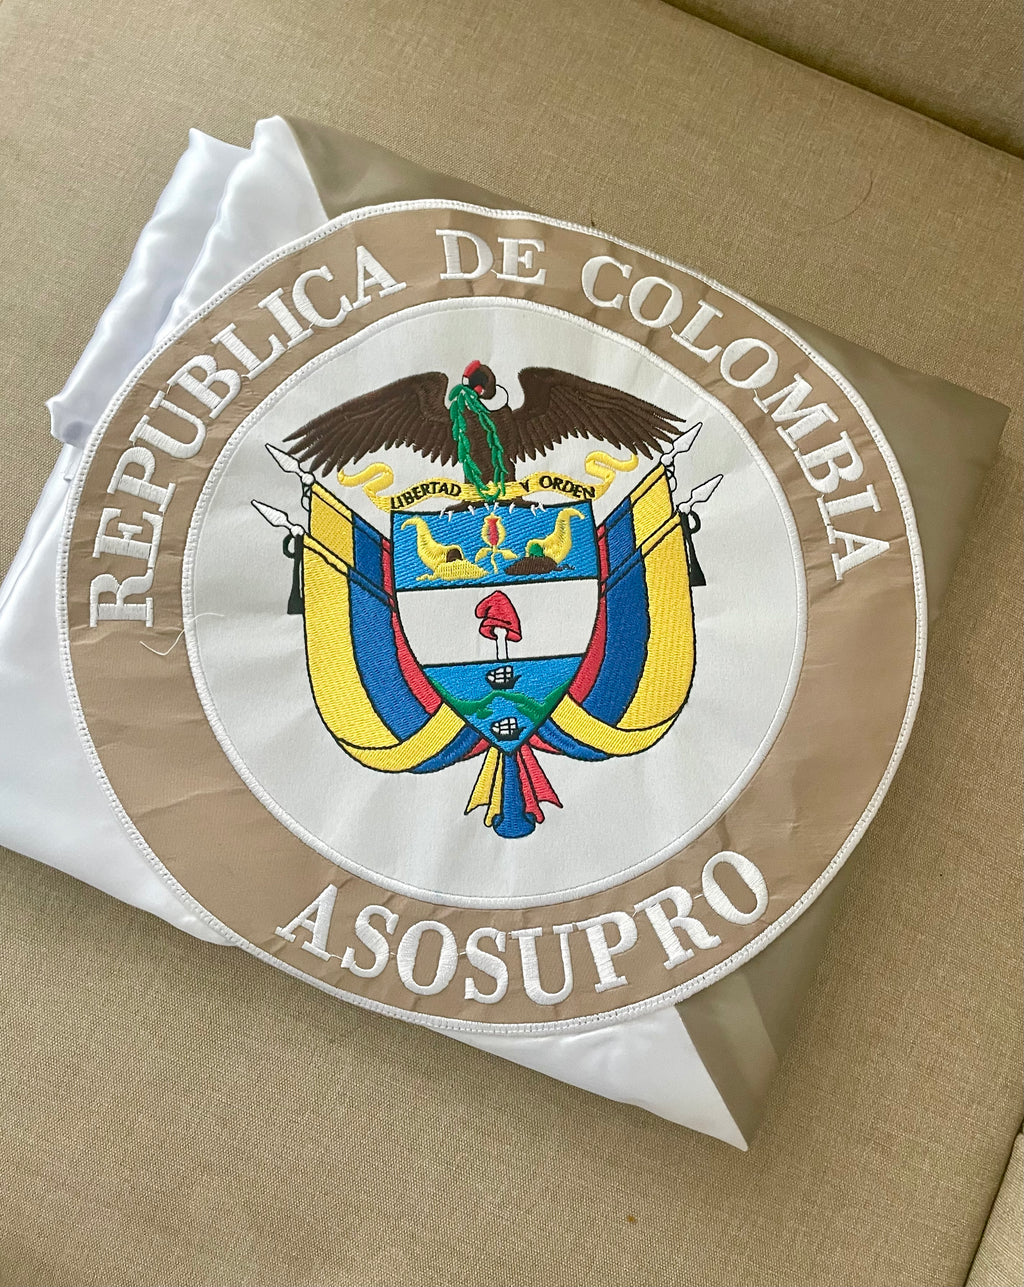 REPUBLICA DE COLOMBIA
LIBERTAD Y ORDEN
ASOSUPRO